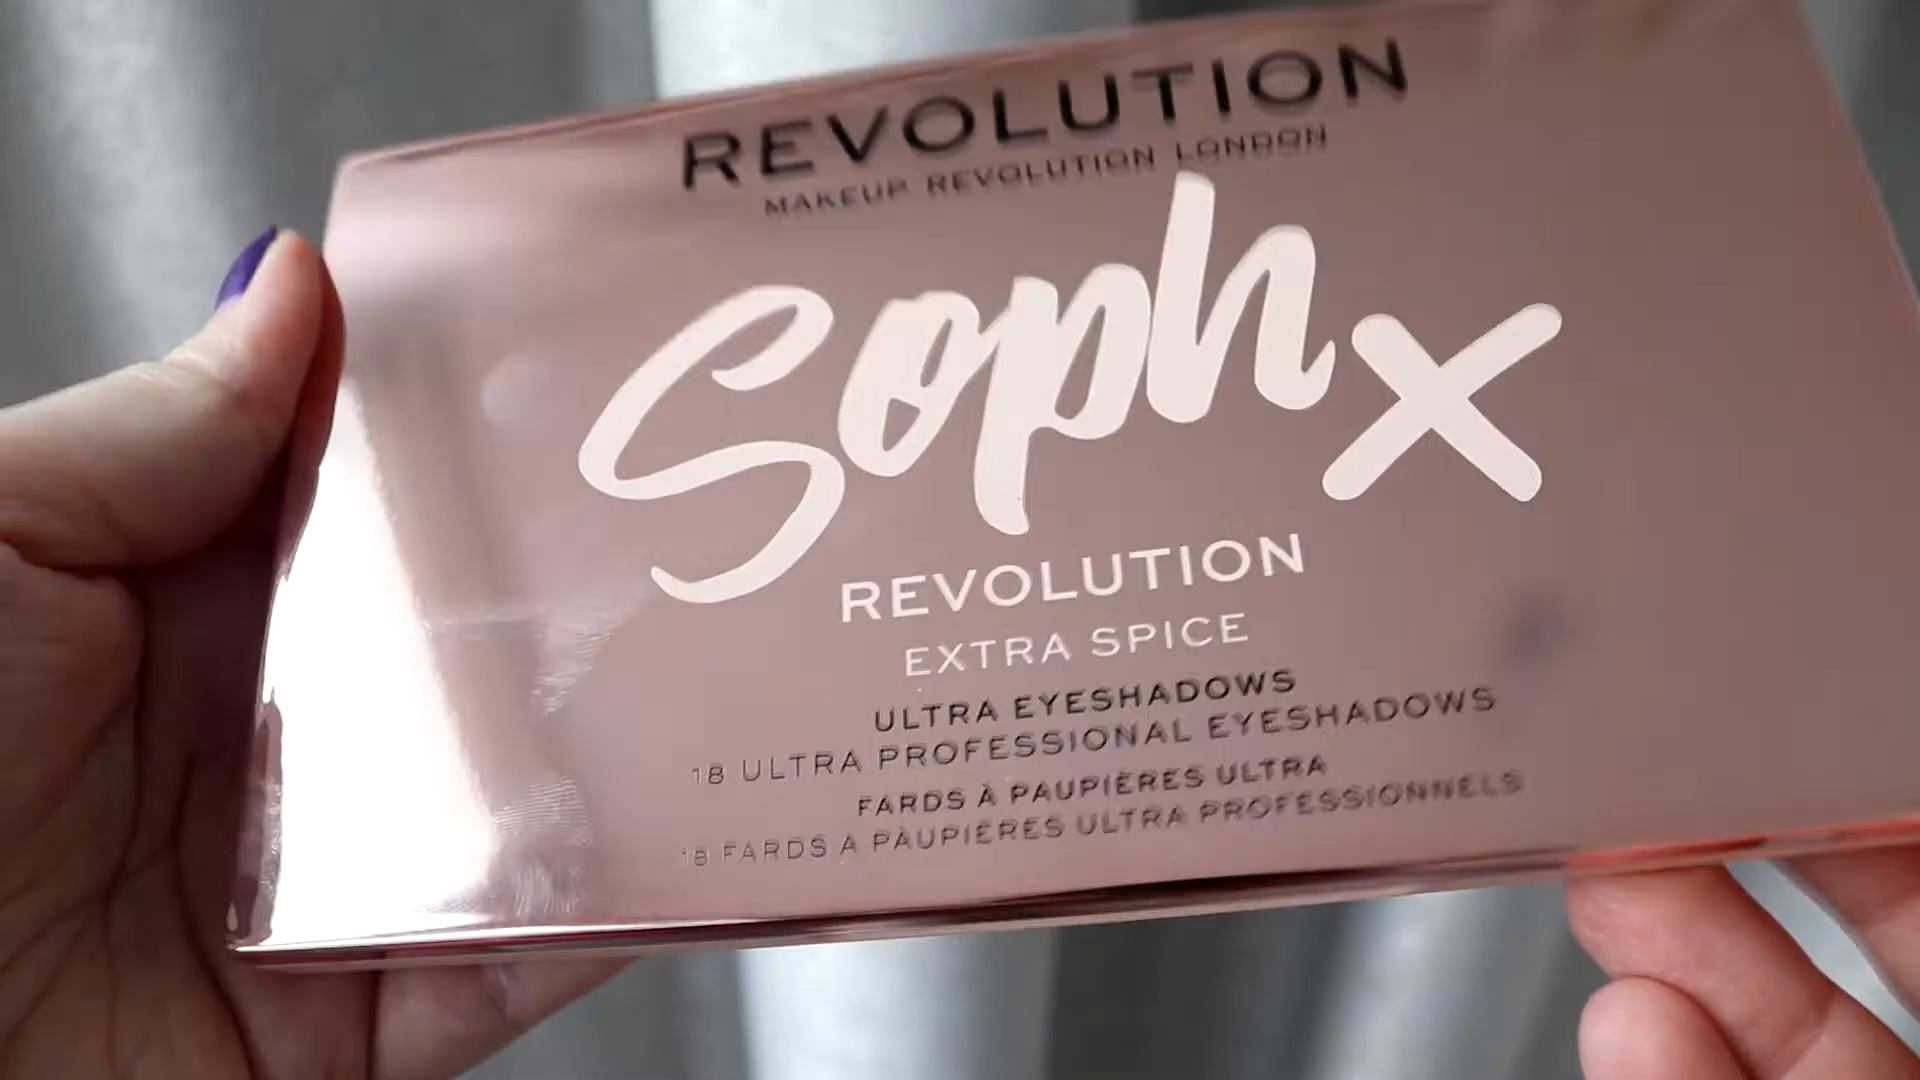 REVOLUTION
MAKEUP REVOLUTION LONDON
Soph X
REVOLUTION
EXTRA SPICE
ULTRA EYESHADOWS
18 ULTRA PROFESSIONAL EYESHADOWS
FARDS À PAUPIÈRES ULTRA
18 FARDS À PAUPIÈRES ULTRA PROFESSIONNELS